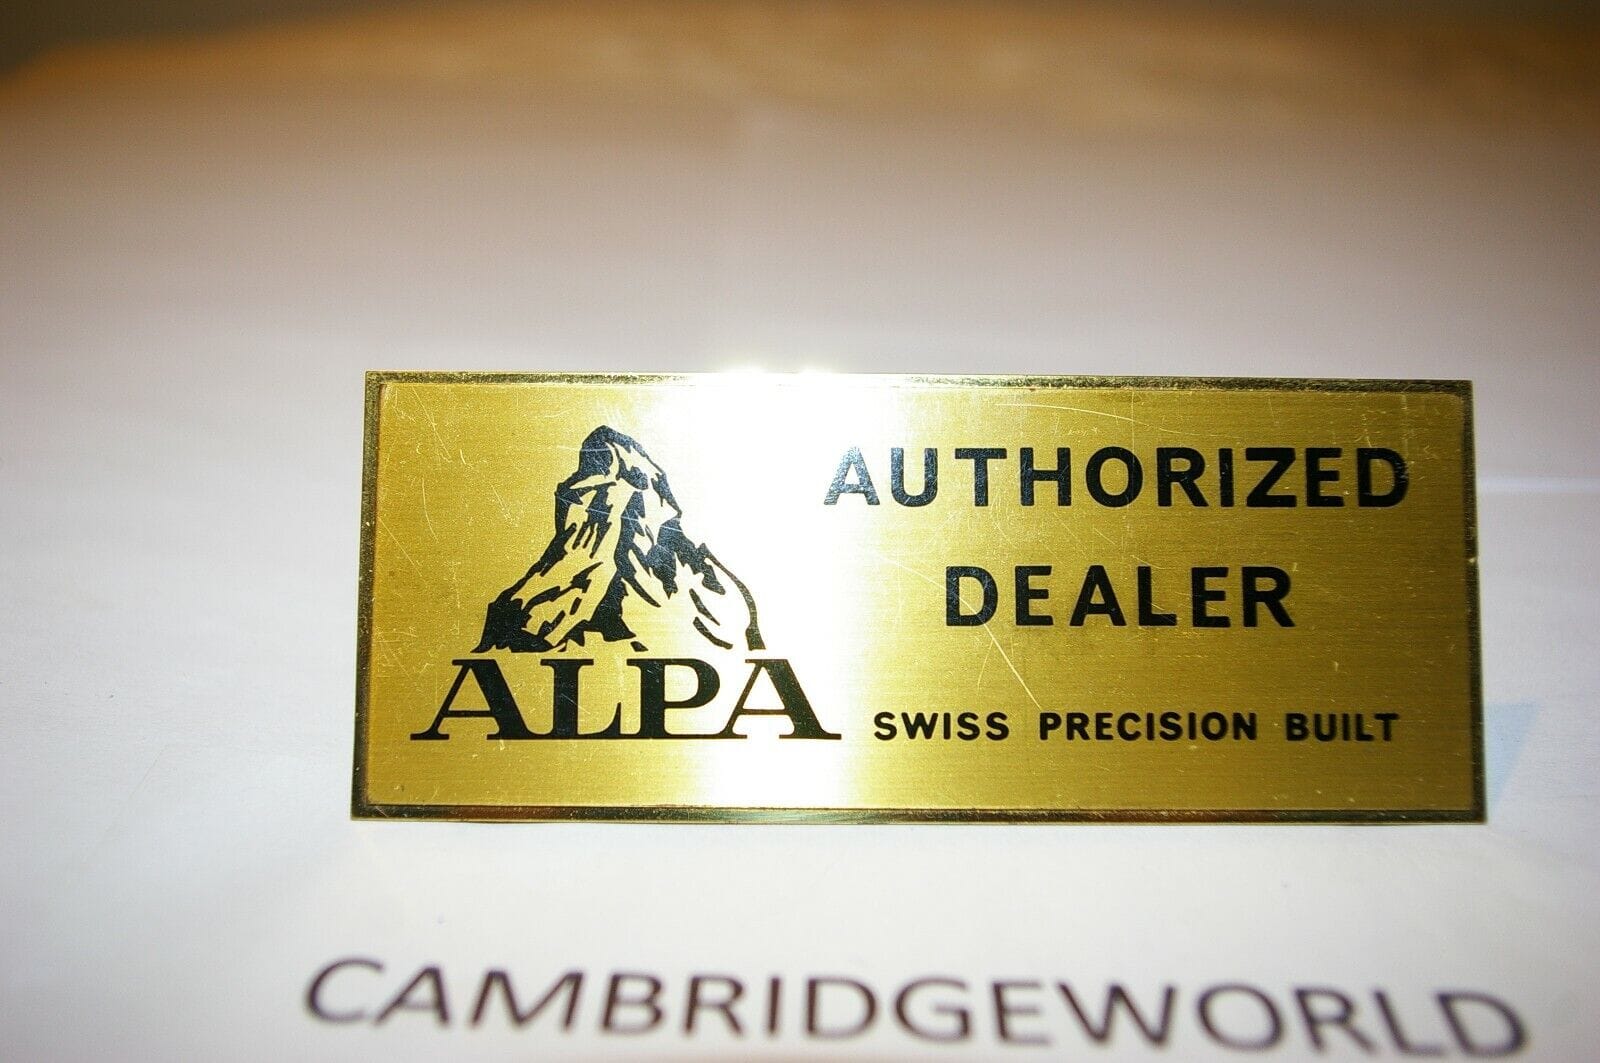 AUTHORIZED
DEALER
ALPA
SWISS PRECISION BUILT
CAMBRIDGEWORLD